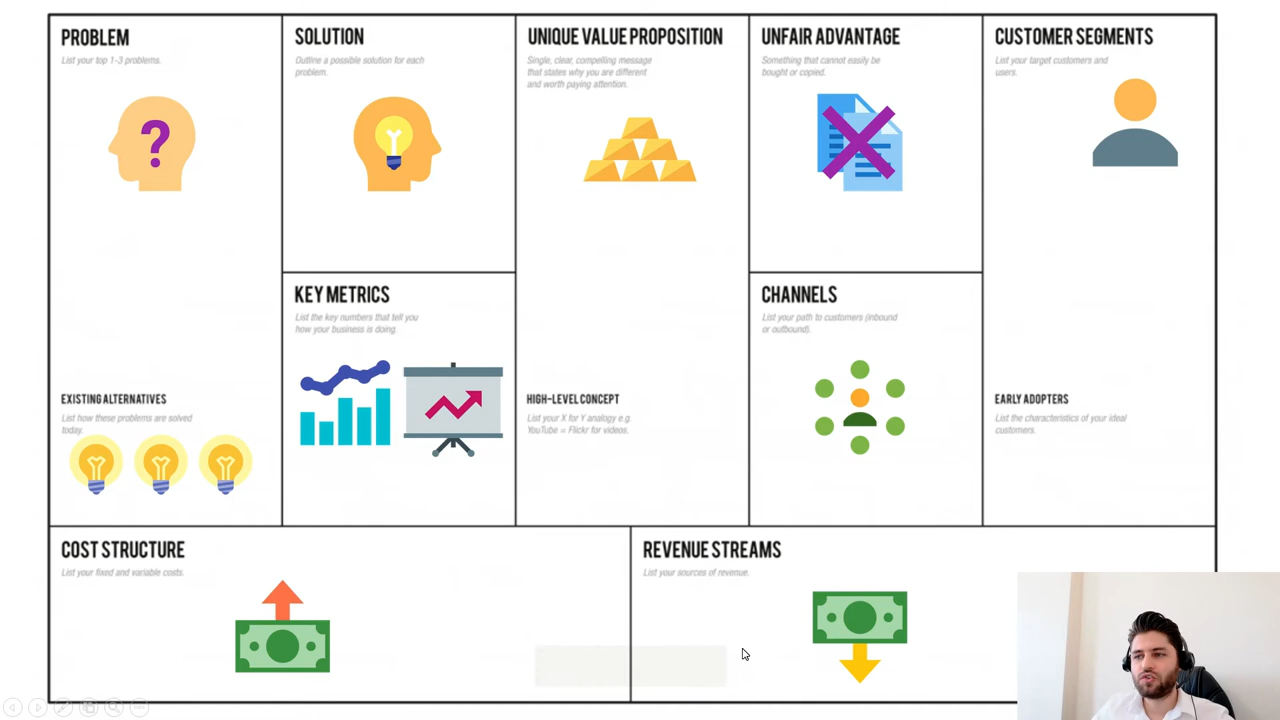 PROBLEM
List your top 1-3 problems.
?
EXISTING ALTERNATIVES
List how these problems are solved
today.
SOLUTION
Outline a possible solution for each
problem.
KEY METRICS
List the key numbers that tell you
how your business is doing.
UNIQUE VALUE PROPOSITION
Single, clear, compelling message
that states why you are different
and worth paying attention.
HIGH-LEVEL CONCEPT
List your X for Y analogy e.g.
YouTube = Flickr for videos.
UNFAIR ADVANTAGE
Something that cannot easily be
bought or copied.
CHANNELS
List your path to customers (inbound
or outbound).
CUSTOMER SEGMENTS
List your target customers and
users.
EARLY ADOPTERS
List the characteristics of your ideal
customers.
COST STRUCTURE
List your fixed and variable costs.
REVENUE STREAMS
List your sources of revenue.